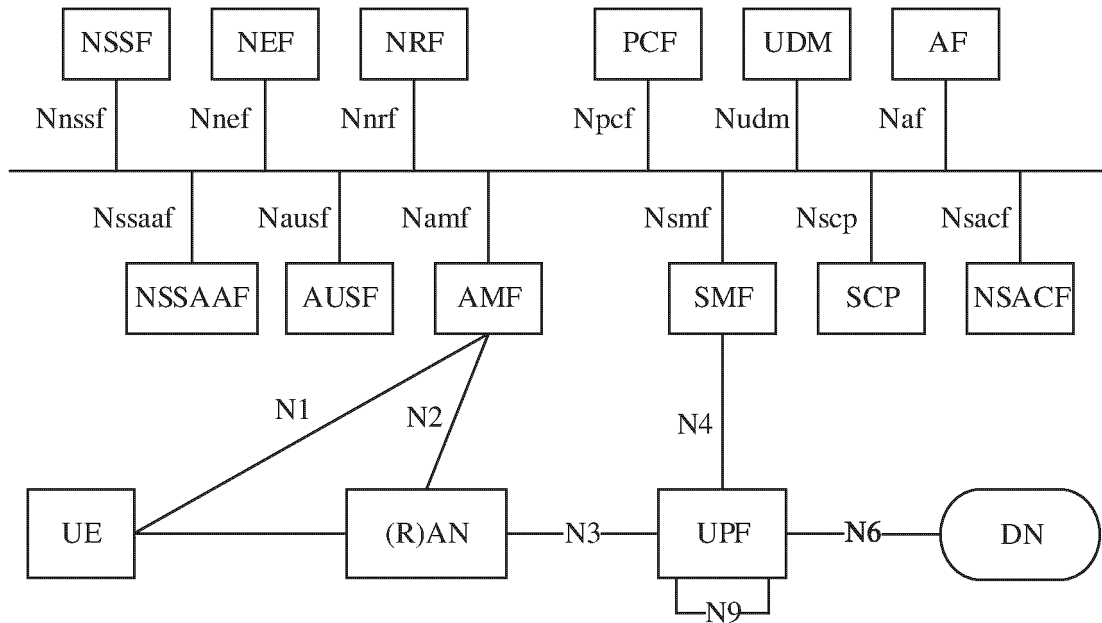 NSSF NEF NRF PCF UDM AF
Nnssf Nnef Nnrf Npcf Nudm Naf
Nssaaf Nausf Namf Nsmf Nscp Nsacf
NSSAAF AUSF AMF SMF SCP NSACF
N1 N2 N4
UE (R)AN N3 UPF N6 DN
N9